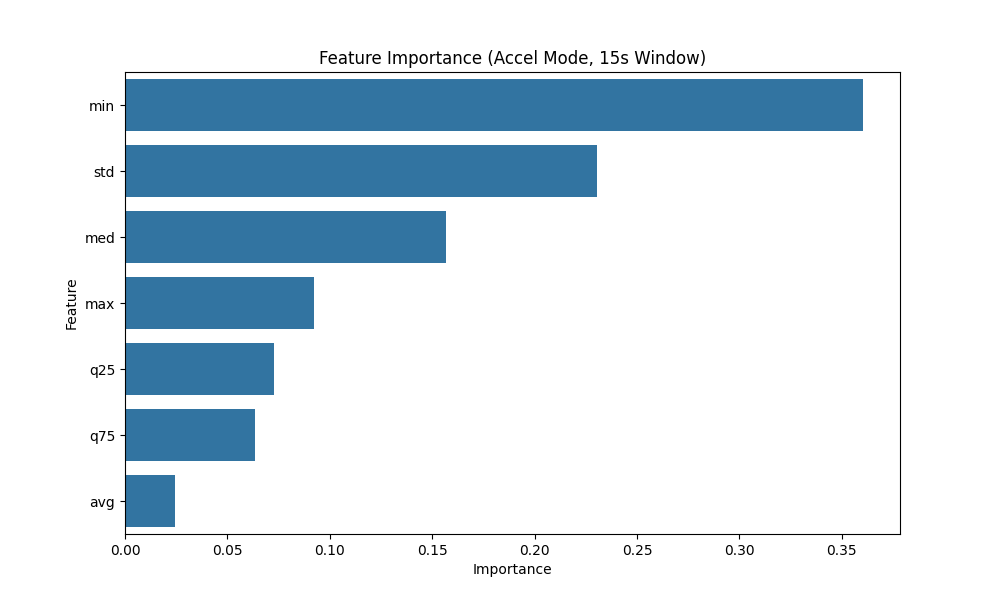 Feature Importance (Accel Mode, 15s Window)
min
std
med
max
q25
q75
avg
Feature
0.00 0.05 0.10 0.15 0.20 0.25 0.30 0.35
Importance